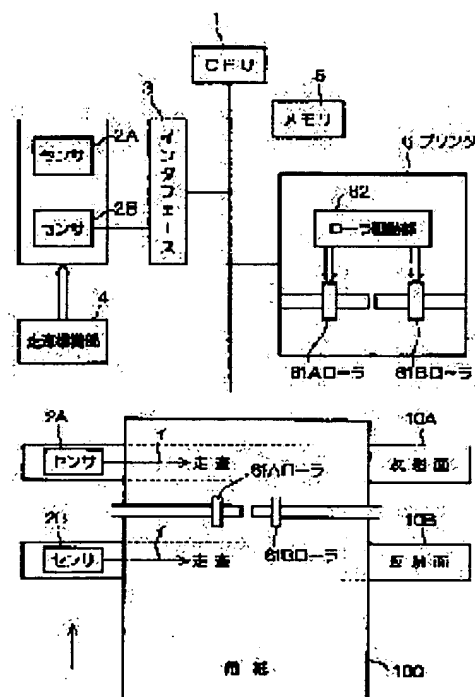 1
CPU
3
5
メモリ
2A
センサ
インタフェース
6 プリンタ
2B
センサ
62
ローラ駆動部
4
走査機構部
61Aローラ
61Bローラ
2A
10A
センサ
イ
走査
61Aローラ
反射面
2B
10B
センサ
イ
走査
61Bローラ
反射面
用紙
100